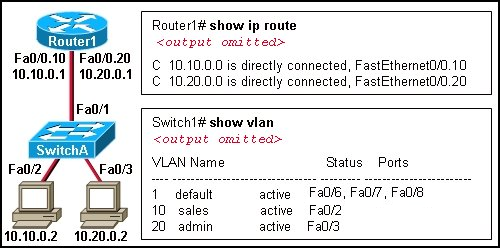 Router1
Fa0/0.10 Fa0/0.20
10.10.0.1 10.20.0.1
Fa0/1
SwitchA
Fa0/2 Fa0/3
10.10.0.2 10.20.0.2
Router1# show ip route
<output omitted>
C 10.10.0.0 is directly connected, FastEthernet0/0.10
C 10.20.0.0 is directly connected, FastEthernet0/0.20
Switch1# show vlan
<output omitted>
VLAN Name Status Ports
---- -------------------------------- --------- -------------------------------
1 default active Fa0/6, Fa0/7, Fa0/8
10 sales active Fa0/2
20 admin active Fa0/3